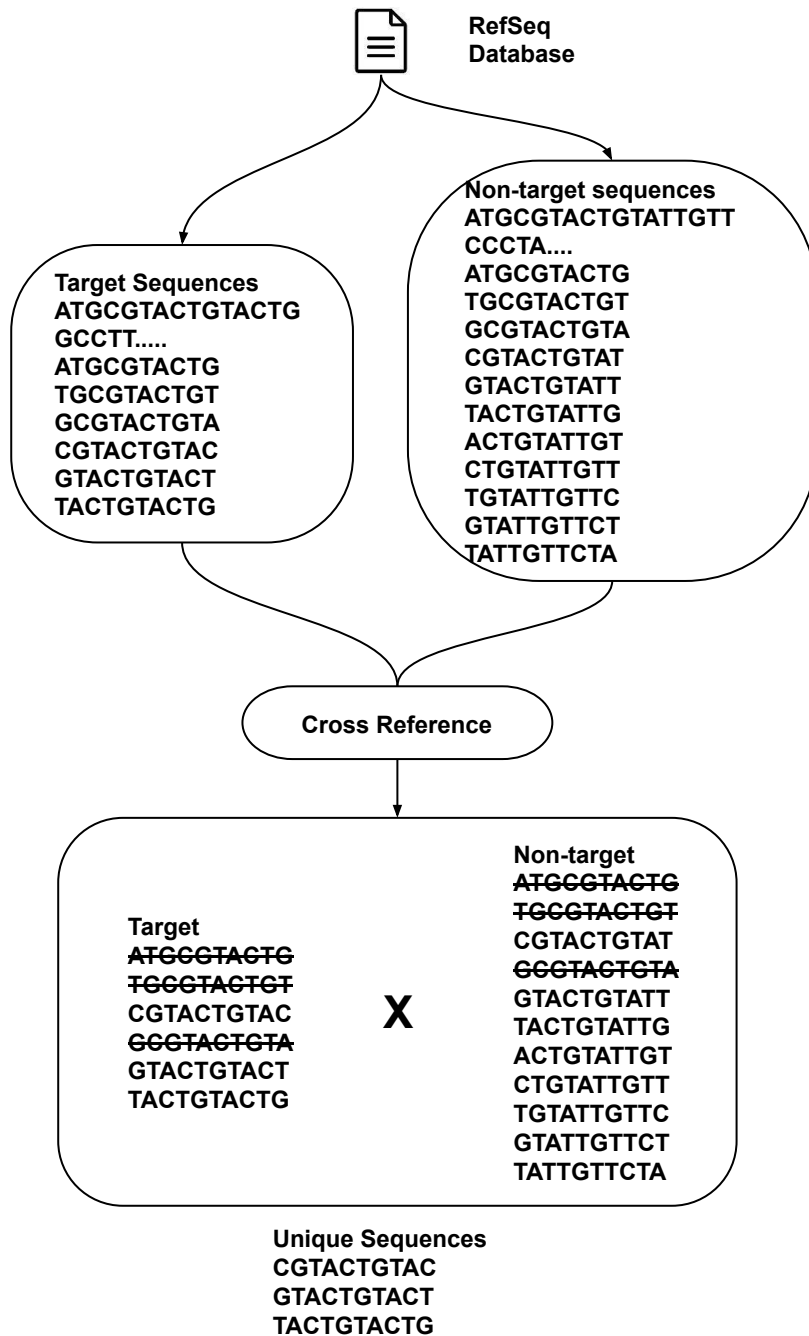 RefSeq
Database
Target Sequences
ATGCGTACTGTACTG
GCCTT.....
ATGCGTACTG
TGCGTACTGT
GCGTACTGTA
CGTACTGTAC
GTACTGTACT
TACTGTACTG
Non-target sequences
ATGCGTACTGTATTGTT
CCCTA....
ATGCGTACTG
TGCGTACTGT
GCGTACTGTA
CGTACTGTAT
GTACTGTATT
TACTGTATTG
ACTGTATTGT
CTGTATTGTT
TGTATTGTTC
GTATTGTTCT
TATTGTTCTA
Cross Reference
Target
ATGCGTACTG
TGCGTACTGT
CGTACTGTAC
GCGTACTGTA
GTACTGTACT
TACTGTACTG
X
Non-target
ATGCGTACTG
TGCGTACTGT
CGTACTGTAT
GCGTACTGTA
GTACTGTATT
TACTGTATTG
ACTGTATTGT
CTGTATTGTT
TGTATTGTTC
GTATTGTTCT
TATTGTTCTA
Unique Sequences
CGTACTGTAC
GTACTGTACT
TACTGTACTG